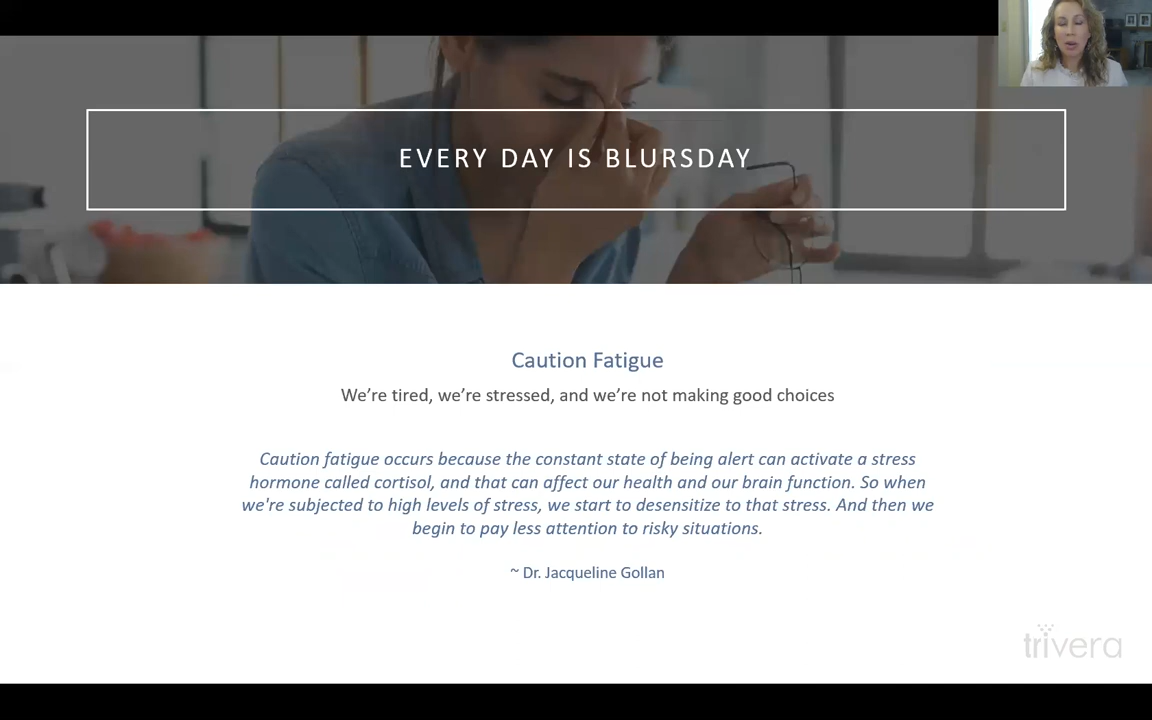 EVERY DAY IS BLURSDAY
Caution Fatigue
We’re tired, we’re stressed, and we’re not making good choices
Caution fatigue occurs because the constant state of being alert can activate a stress
hormone called cortisol, and that can affect our health and our brain function. So when
we're subjected to high levels of stress, we start to desensitize to that stress. And then we
begin to pay less attention to risky situations.
~ Dr. Jacqueline Gollan
trivera